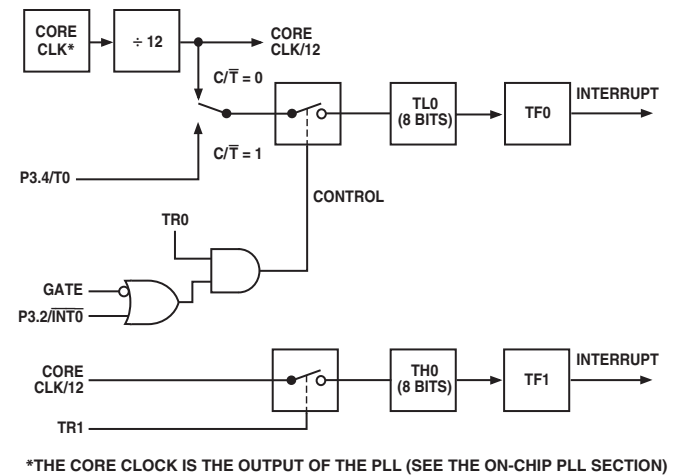 CORE
CLK*
÷ 12
CORE
CLK/12
C/T̅ = 0
TL0
(8 BITS)
TF0
INTERRUPT
C/T̅ = 1
P3.4/T0
CONTROL
TR0
GATE
P3.2/I̅N̅T̅0̅
CORE
CLK/12
TH0
(8 BITS)
TF1
INTERRUPT
TR1
*THE CORE CLOCK IS THE OUTPUT OF THE PLL (SEE THE ON-CHIP PLL SECTION)